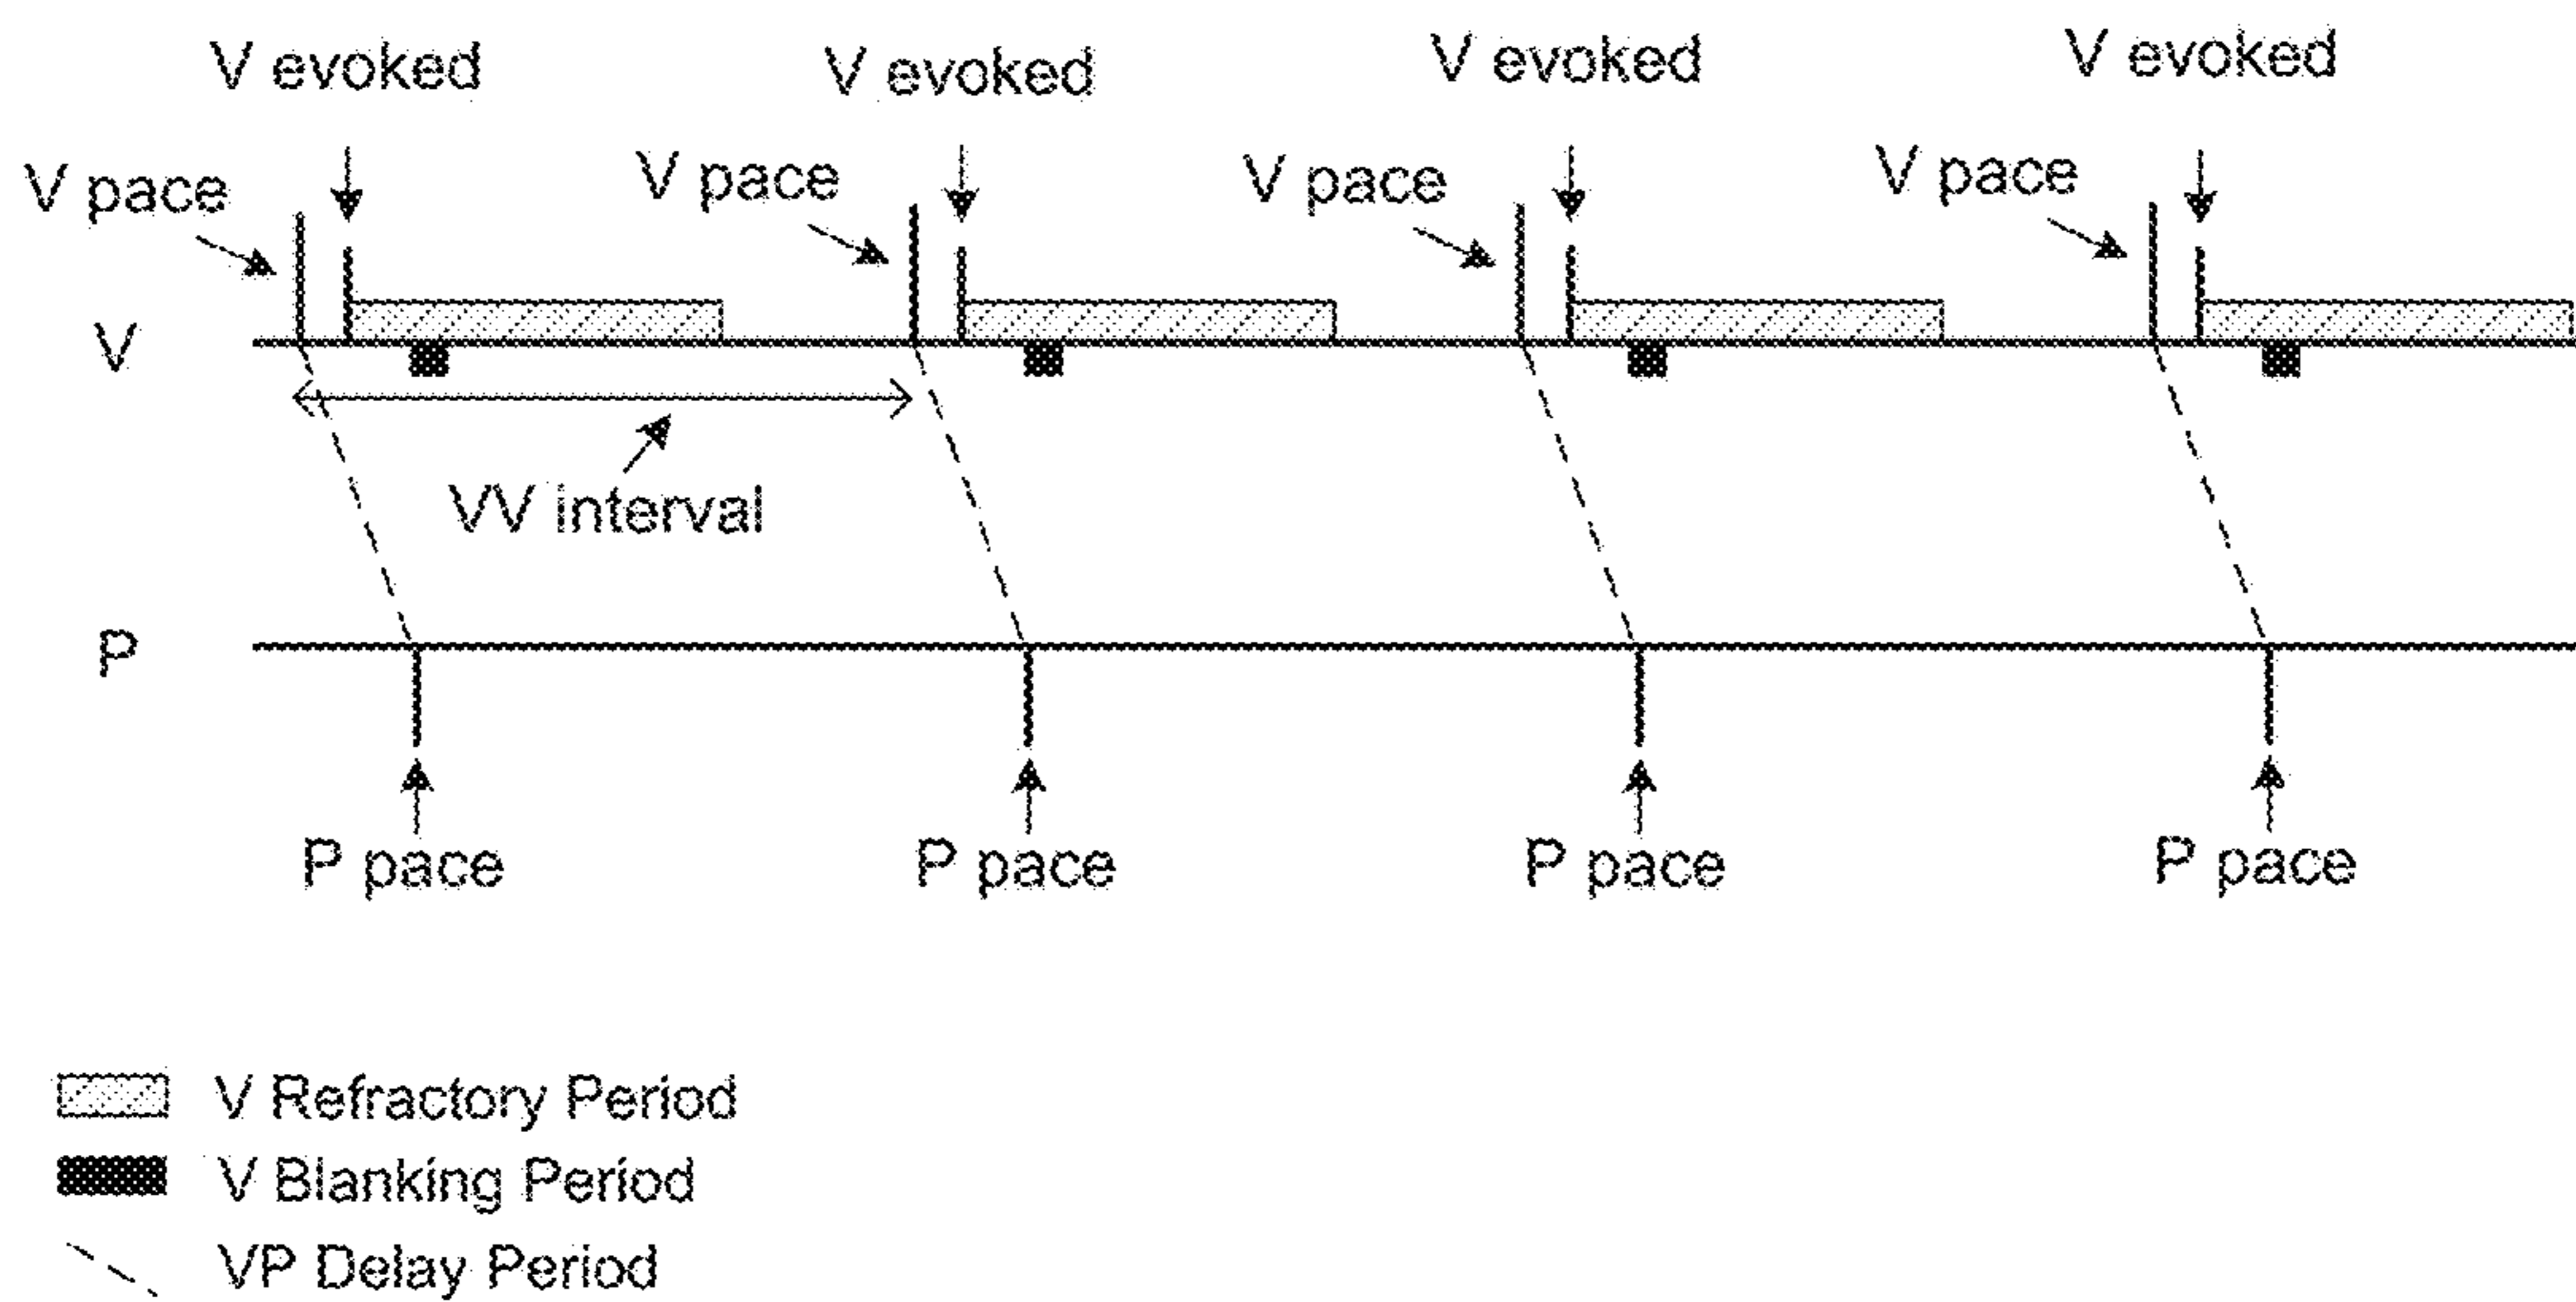 V evoked
V evoked
V evoked
V evoked
V pace
V pace
V pace
V pace
V
VV interval
P
P pace
P pace
P pace
P pace
V Refractory Period
V Blanking Period
VP Delay Period